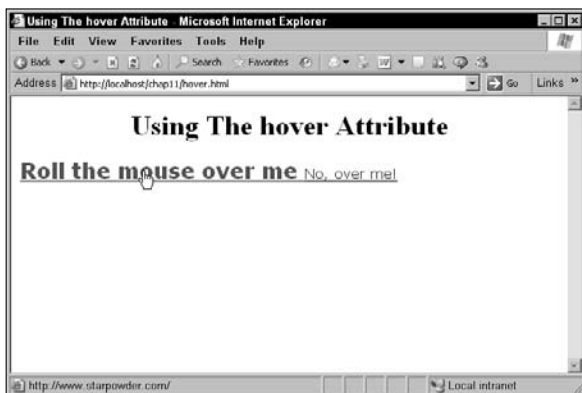 Using The hover Attribute - Microsoft Internet Explorer
File Edit View Favorites Tools Help
Back Search Favorites
Address http://localhost/chap11/hover.html Go Links »
Using The hover Attribute
Roll the mouse over me No, over me!
http://www.starpowder.com/ Local intranet